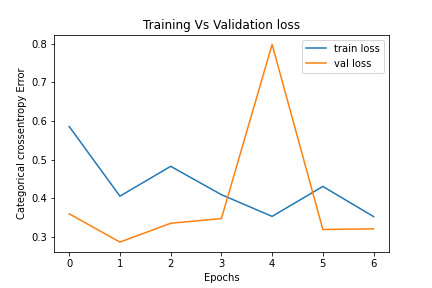 Training Vs Validation loss
train loss
val loss
Categorical crossentropy Error
0.8
0.7
0.6
0.5
0.4
0.3
0 1 2 3 4 5 6
Epochs